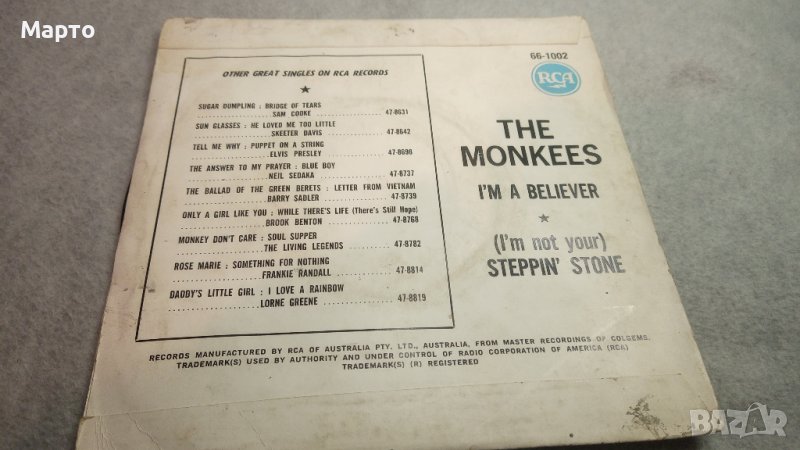 Марто
OTHER GREAT SINGLES ON RCA RECORDS
★
SUGAR DUMPLING : BRIDGE OF TEARS
SAM COOKE 47-8631
SUN GLASSES : HE LOVED ME TOO LITTLE
SKEETER DAVIS 47-8642
TELL ME WHY : PUPPET ON A STRING
ELVIS PRESLEY 47-8690
THE ANSWER TO MY PRAYER : BLUE BOY
NEIL SEDAKA 47-8737
THE BALLAD OF THE GREEN BERETS : LETTER FROM VIETNAM
BARRY SADLER 47-8739
ONLY A GIRL LIKE YOU : WHILE THERE'S LIFE (There's Still Hope)
BROOK BENTON 47-8768
MONKEY DON'T CARE : SOUL SUPPER
THE LIVING LEGENDS 47-8782
ROSE MARIE : SOMETHING FOR NOTHING
FRANKIE RANDALL 47-8814
DADDY'S LITTLE GIRL : I LOVE A RAINBOW
LORNE GREENE 47-8819
66-1002
RCA
THE
MONKEES
I'M A BELIEVER
★
(I'm not your)
STEPPIN' STONE
RECORDS MANUFACTURED BY RCA OF AUSTRALIA PTY. LTD., AUSTRALIA, FROM MASTER RECORDINGS OF COLGEMS.
TRADEMARK(S) USED BY AUTHORITY AND UNDER CONTROL OF RADIO CORPORATION OF AMERICA (RCA)
TRADEMARK(S) (R) REGISTERED
BAZAR